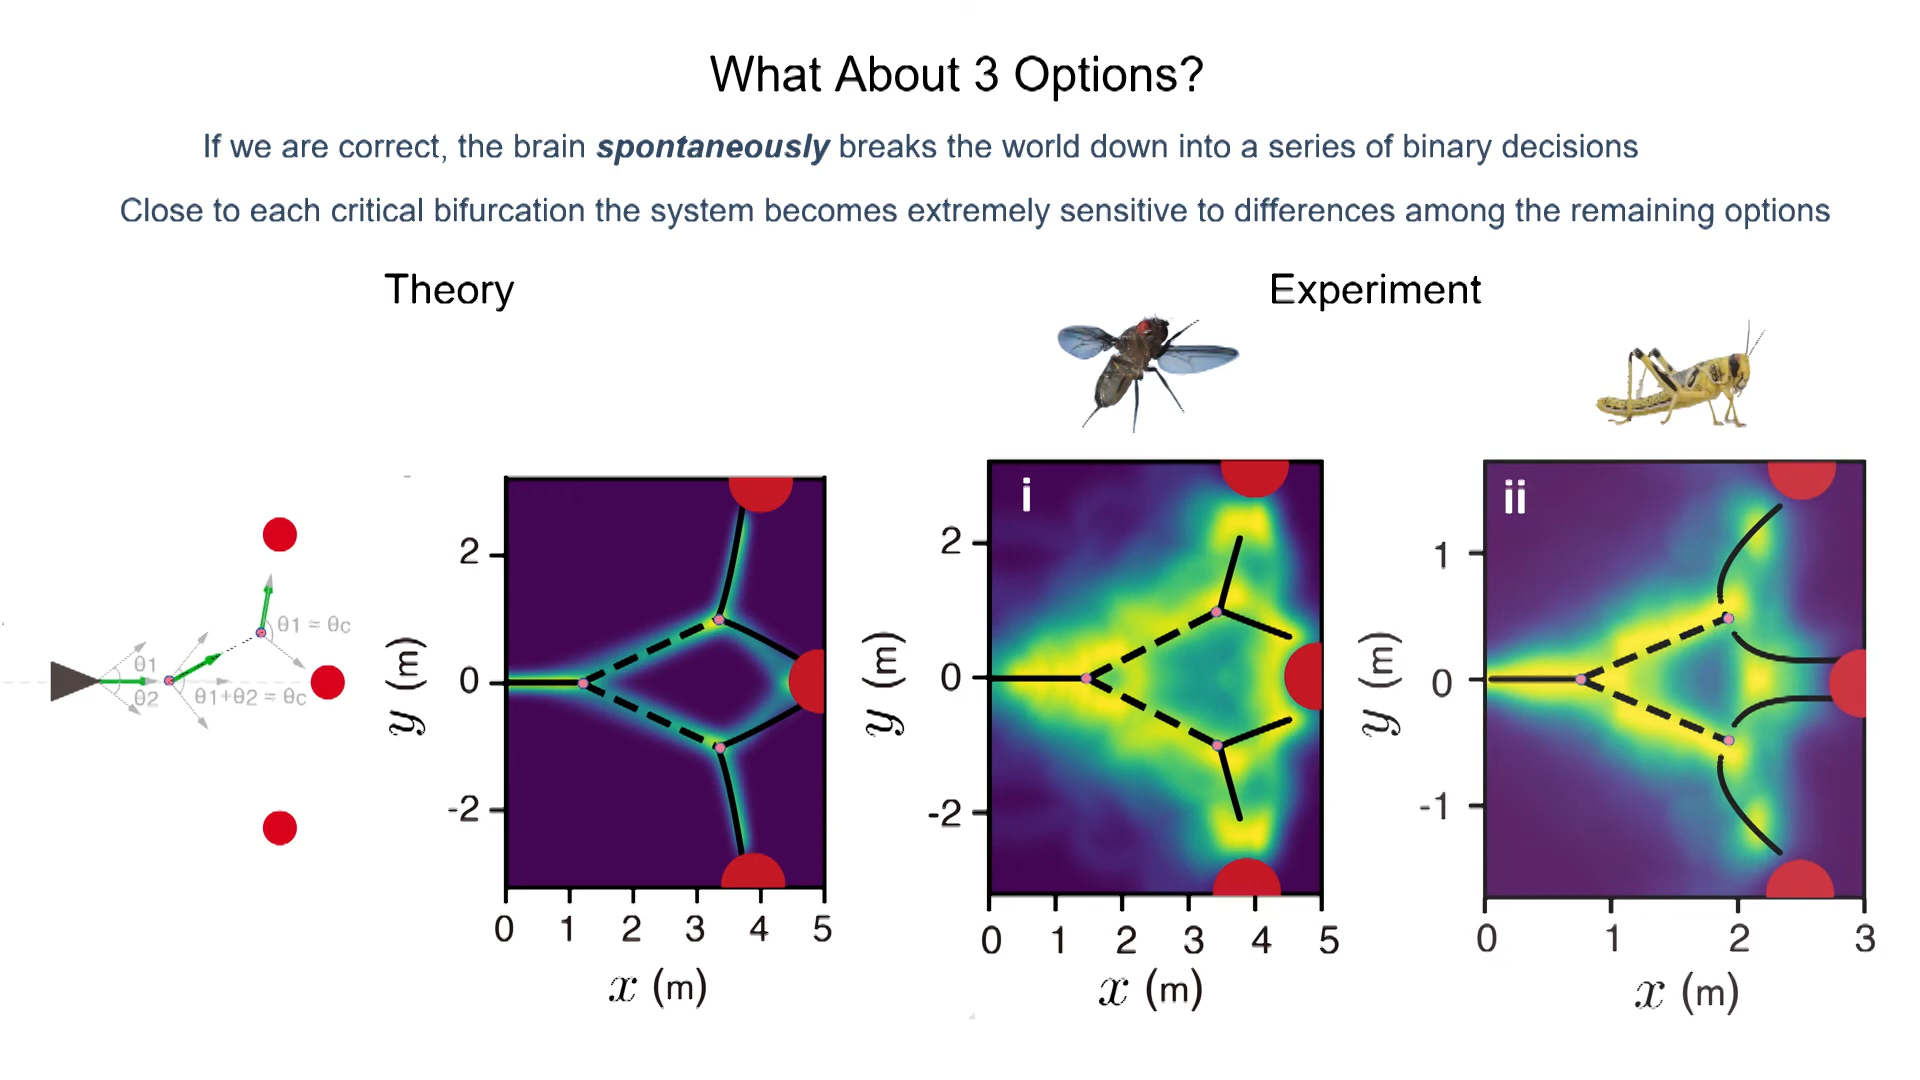 What About 3 Options?
If we are correct, the brain spontaneously breaks the world down into a series of binary decisions
Close to each critical bifurcation the system becomes extremely sensitive to differences among the remaining options
Theory
Experiment
θ1
θ2
θ1+θ2 ≈ θc
θ1 ≈ θc
y (m)
2
0
-2
0 1 2 3 4 5
x (m)
i
y (m)
2
0
-2
0 1 2 3 4 5
x (m)
ii
y (m)
1
0
-1
0 1 2 3
x (m)